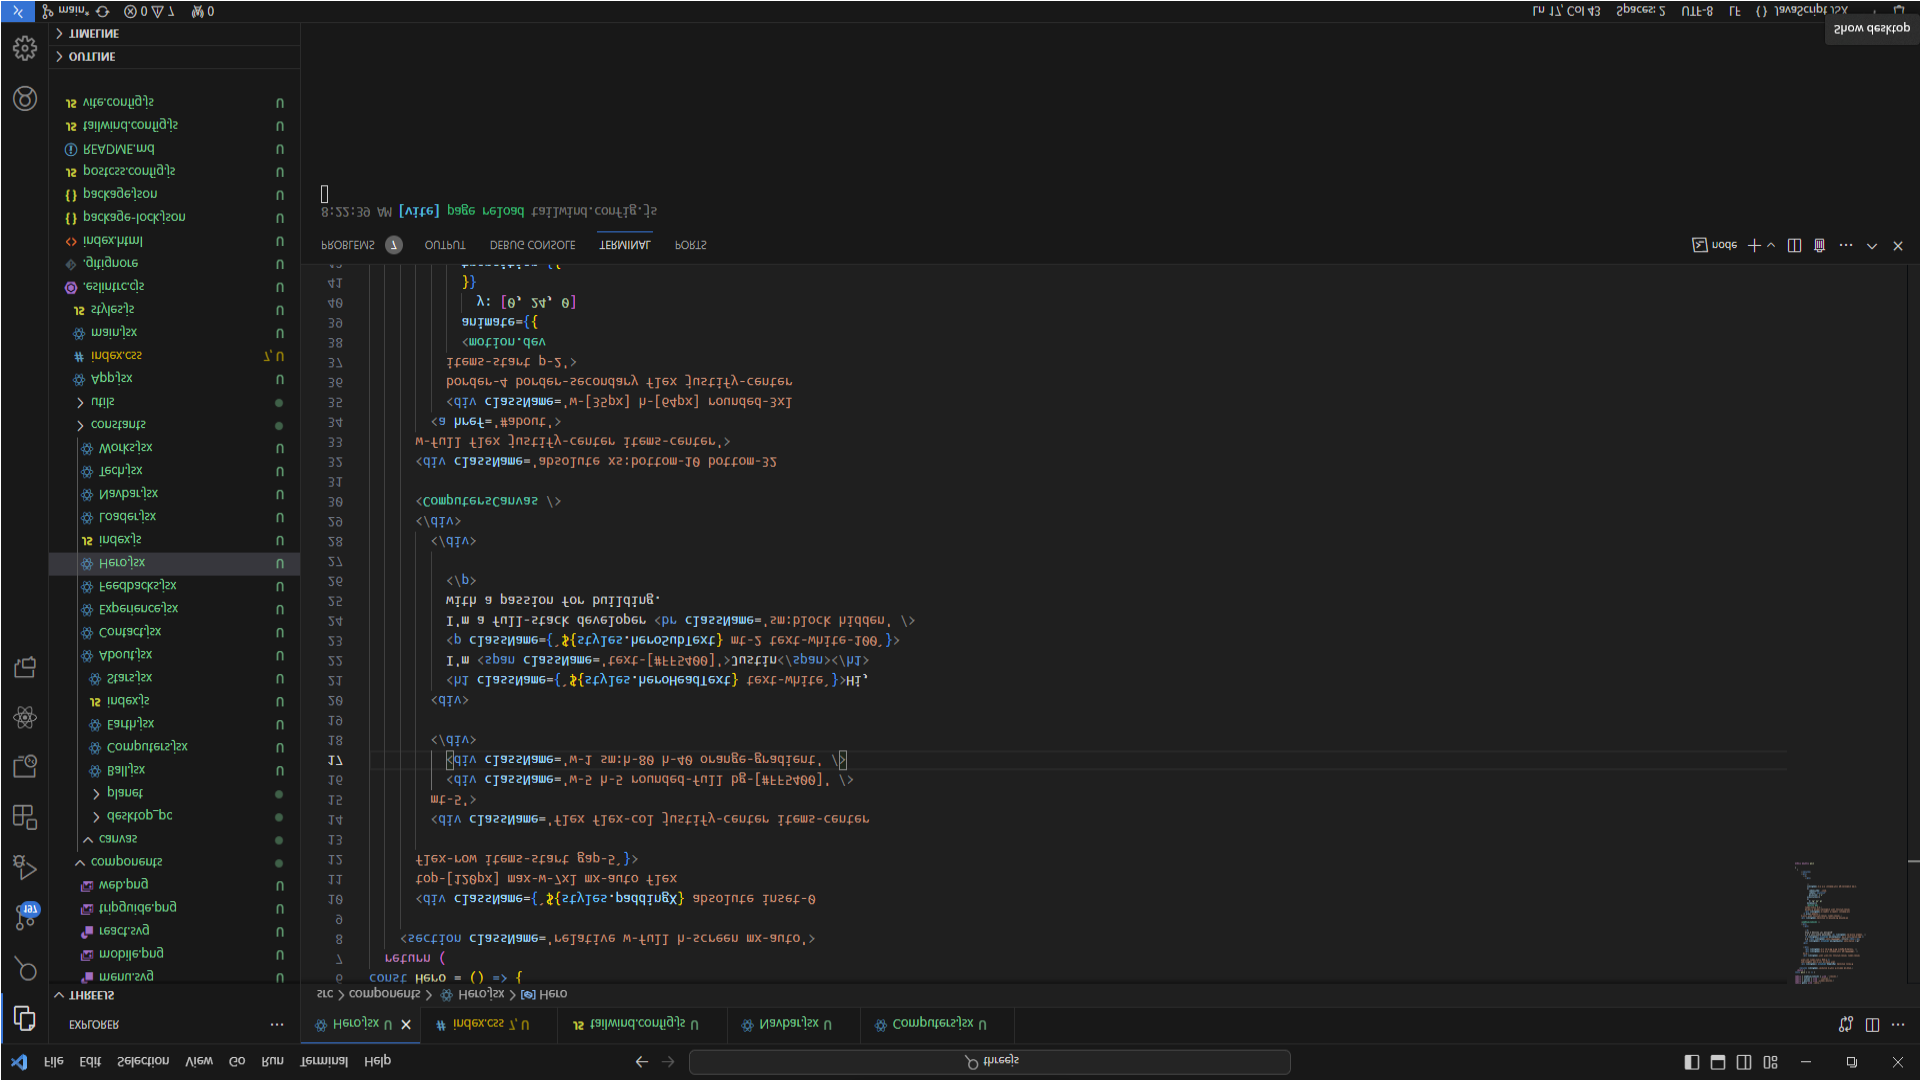 File Edit Selection View Go Run Terminal Help
threejs
EXPLORER
Hero.jsx U
index.css 7, U
tailwind.config.js U
Navbar.jsx U
Computers.jsx U
THREEJS
src > components > Hero.jsx > Hero
menu.svg U
mobile.png U
react.svg U
tripguide.png U
web.png U
components
canvas
desktop_pc
planet
Ball.jsx U
Computers.jsx U
Earth.jsx U
index.js U
Stars.jsx U
About.jsx U
Contact.jsx U
Experience.jsx U
Feedbacks.jsx U
Hero.jsx U
index.js U
Loader.jsx U
Navbar.jsx U
Tech.jsx U
Works.jsx U
constants
utils
App.jsx U
index.css 7, U
main.jsx U
styles.js U
.eslintrc.cjs U
.gitignore U
index.html U
package-lock.json U
package.json U
postcss.config.js U
README.md U
tailwind.config.js U
vite.config.js U
OUTLINE
TIMELINE
197
6 const Hero = () => {
7 return (
8 <section className='relative w-full h-screen mx-auto'>
9
10 <div className={`${styles.paddingX} absolute inset-0
11 top-[120px] max-w-7xl mx-auto flex
12 flex-row items-start gap-5`}>
13
14 <div className='flex flex-col justify-center items-center
15 mt-5'>
16 <div className='w-5 h-5 rounded-full bg-[#FF5400]' />
17 <div className='w-1 sm:h-80 h-40 orange-gradient' />
18 </div>
19
20 <div>
21 <h1 className={`${styles.heroHeadText} text-white`}>Hi,
22 I'm <span className='text-[#FF5400]'>Justin</span></h1>
23 <p className={`${styles.heroSubText} mt-2 text-white-100`}>
24 I'm a full-stack developer <br className='sm:block hidden' />
25 with a passion for building.
26 </p>
27
28 </div>
29 </div>
30 <ComputersCanvas />
31
32 <div className='absolute xs:bottom-10 bottom-32
33 w-full flex justify-center items-center'>
34 <a href='#about'>
35 <div className='w-[35px] h-[64px] rounded-3xl
36 border-4 border-secondary flex justify-center
37 items-start p-2'>
38 <motion.dev
39 animate={{
40 y: [0, 24, 0]
41 }}
PROBLEMS 7 OUTPUT DEBUG CONSOLE TERMINAL PORTS
node
8:22:39 AM [vite] page reload tailwind.config.js
main* 0 7 0
Ln 17, Col 43 Spaces: 2 UTF-8 LF {} JavaScript JSX
Show desktop